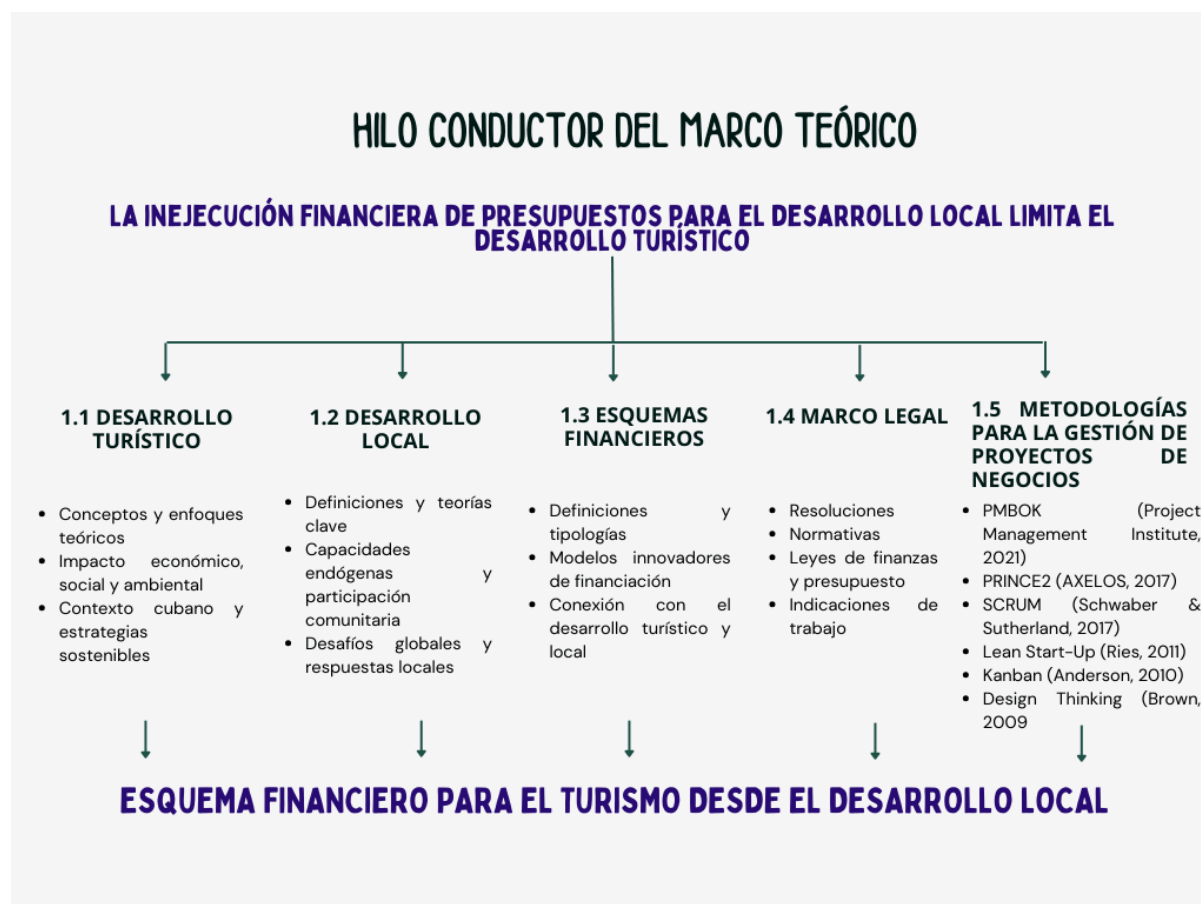 HILO CONDUCTOR DEL MARCO TEÓRICO
LA INEJECUCIÓN FINANCIERA DE PRESUPUESTOS PARA EL DESARROLLO LOCAL LIMITA EL
DESARROLLO TURÍSTICO
1.1 DESARROLLO
TURÍSTICO
• Conceptos y enfoques
teóricos
• Impacto económico,
social y ambiental
• Contexto cubano y
estrategias
sostenibles
1.2 DESARROLLO
LOCAL
• Definiciones y teorías
clave
• Capacidades
endógenas y
participación
comunitaria
• Desafíos globales y
respuestas locales
1.3 ESQUEMAS
FINANCIEROS
• Definiciones y
tipologías
• Modelos innovadores
de financiación
• Conexión con el
desarrollo turístico y
local
1.4 MARCO LEGAL
• Resoluciones
• Normativas
• Leyes de finanzas
y presupuesto
• Indicaciones de
trabajo
1.5 METODOLOGÍAS
PARA LA GESTIÓN DE
PROYECTOS DE
NEGOCIOS
• PMBOK (Project
Management Institute,
2021)
• PRINCE2 (AXELOS, 2017)
• SCRUM (Schwaber &
Sutherland, 2017)
• Lean Start-Up (Ries, 2011)
• Kanban (Anderson, 2010)
• Design Thinking (Brown,
2009
ESQUEMA FINANCIERO PARA EL TURISMO DESDE EL DESARROLLO LOCAL